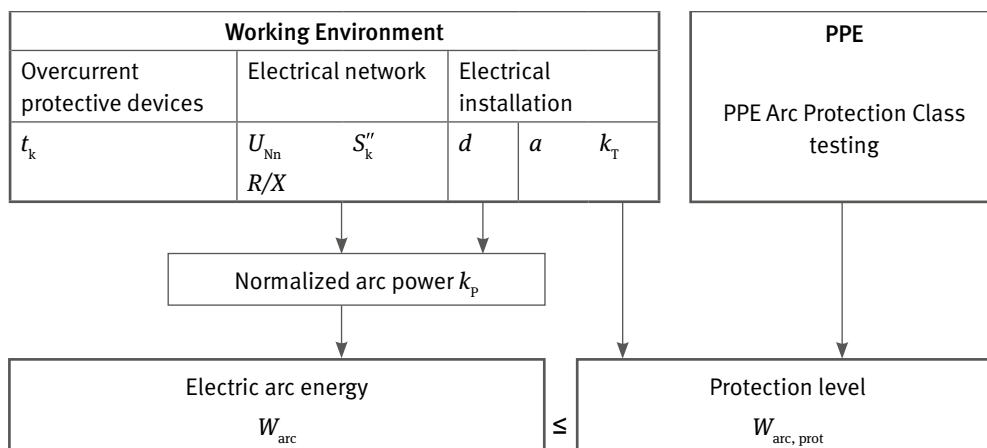 Working Environment
Overcurrent
protective devices
Electrical network
Electrical
installation
t_k
U_Nn S″_k
R/X
d
a k_T
PPE
PPE Arc Protection Class
testing
Normalized arc power k_P
Electric arc energy
W_arc
≤
Protection level
W_arc, prot